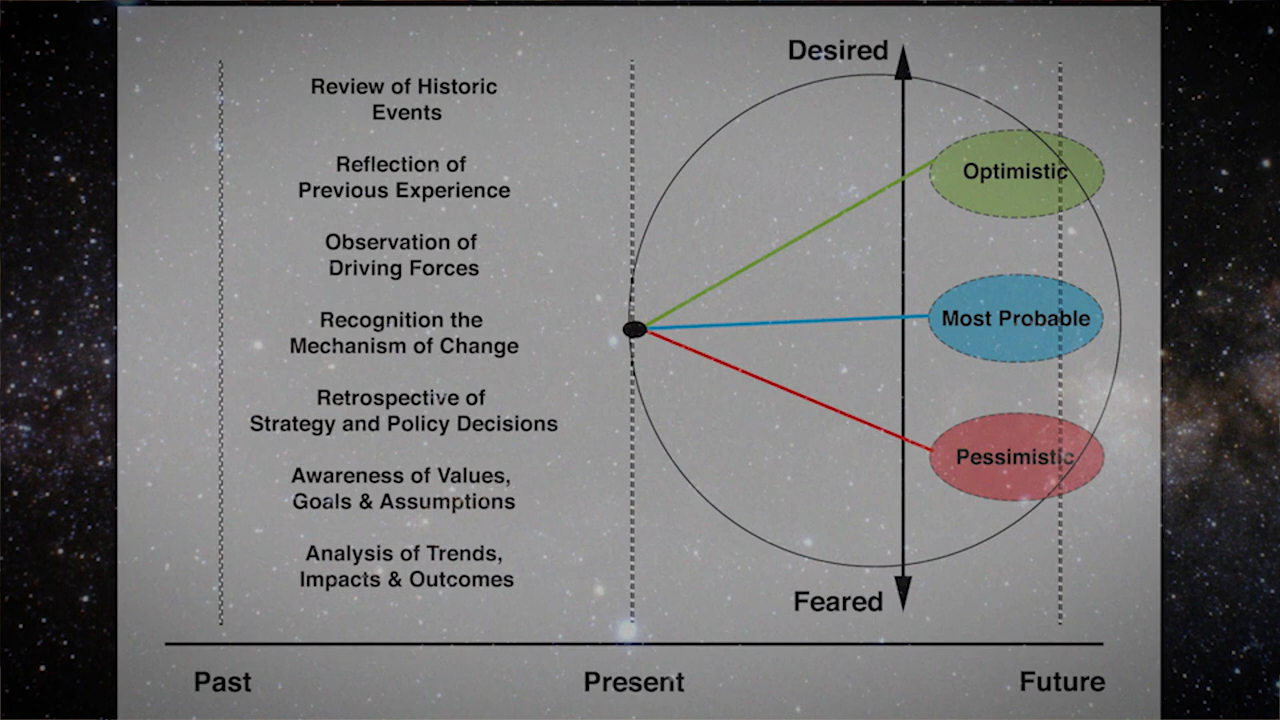 Review of Historic
Events
Reflection of
Previous Experience
Observation of
Driving Forces
Recognition the
Mechanism of Change
Retrospective of
Strategy and Policy Decisions
Awareness of Values,
Goals & Assumptions
Analysis of Trends,
Impacts & Outcomes
Desired
Optimistic
Most Probable
Pessimistic
Feared
Past
Present
Future